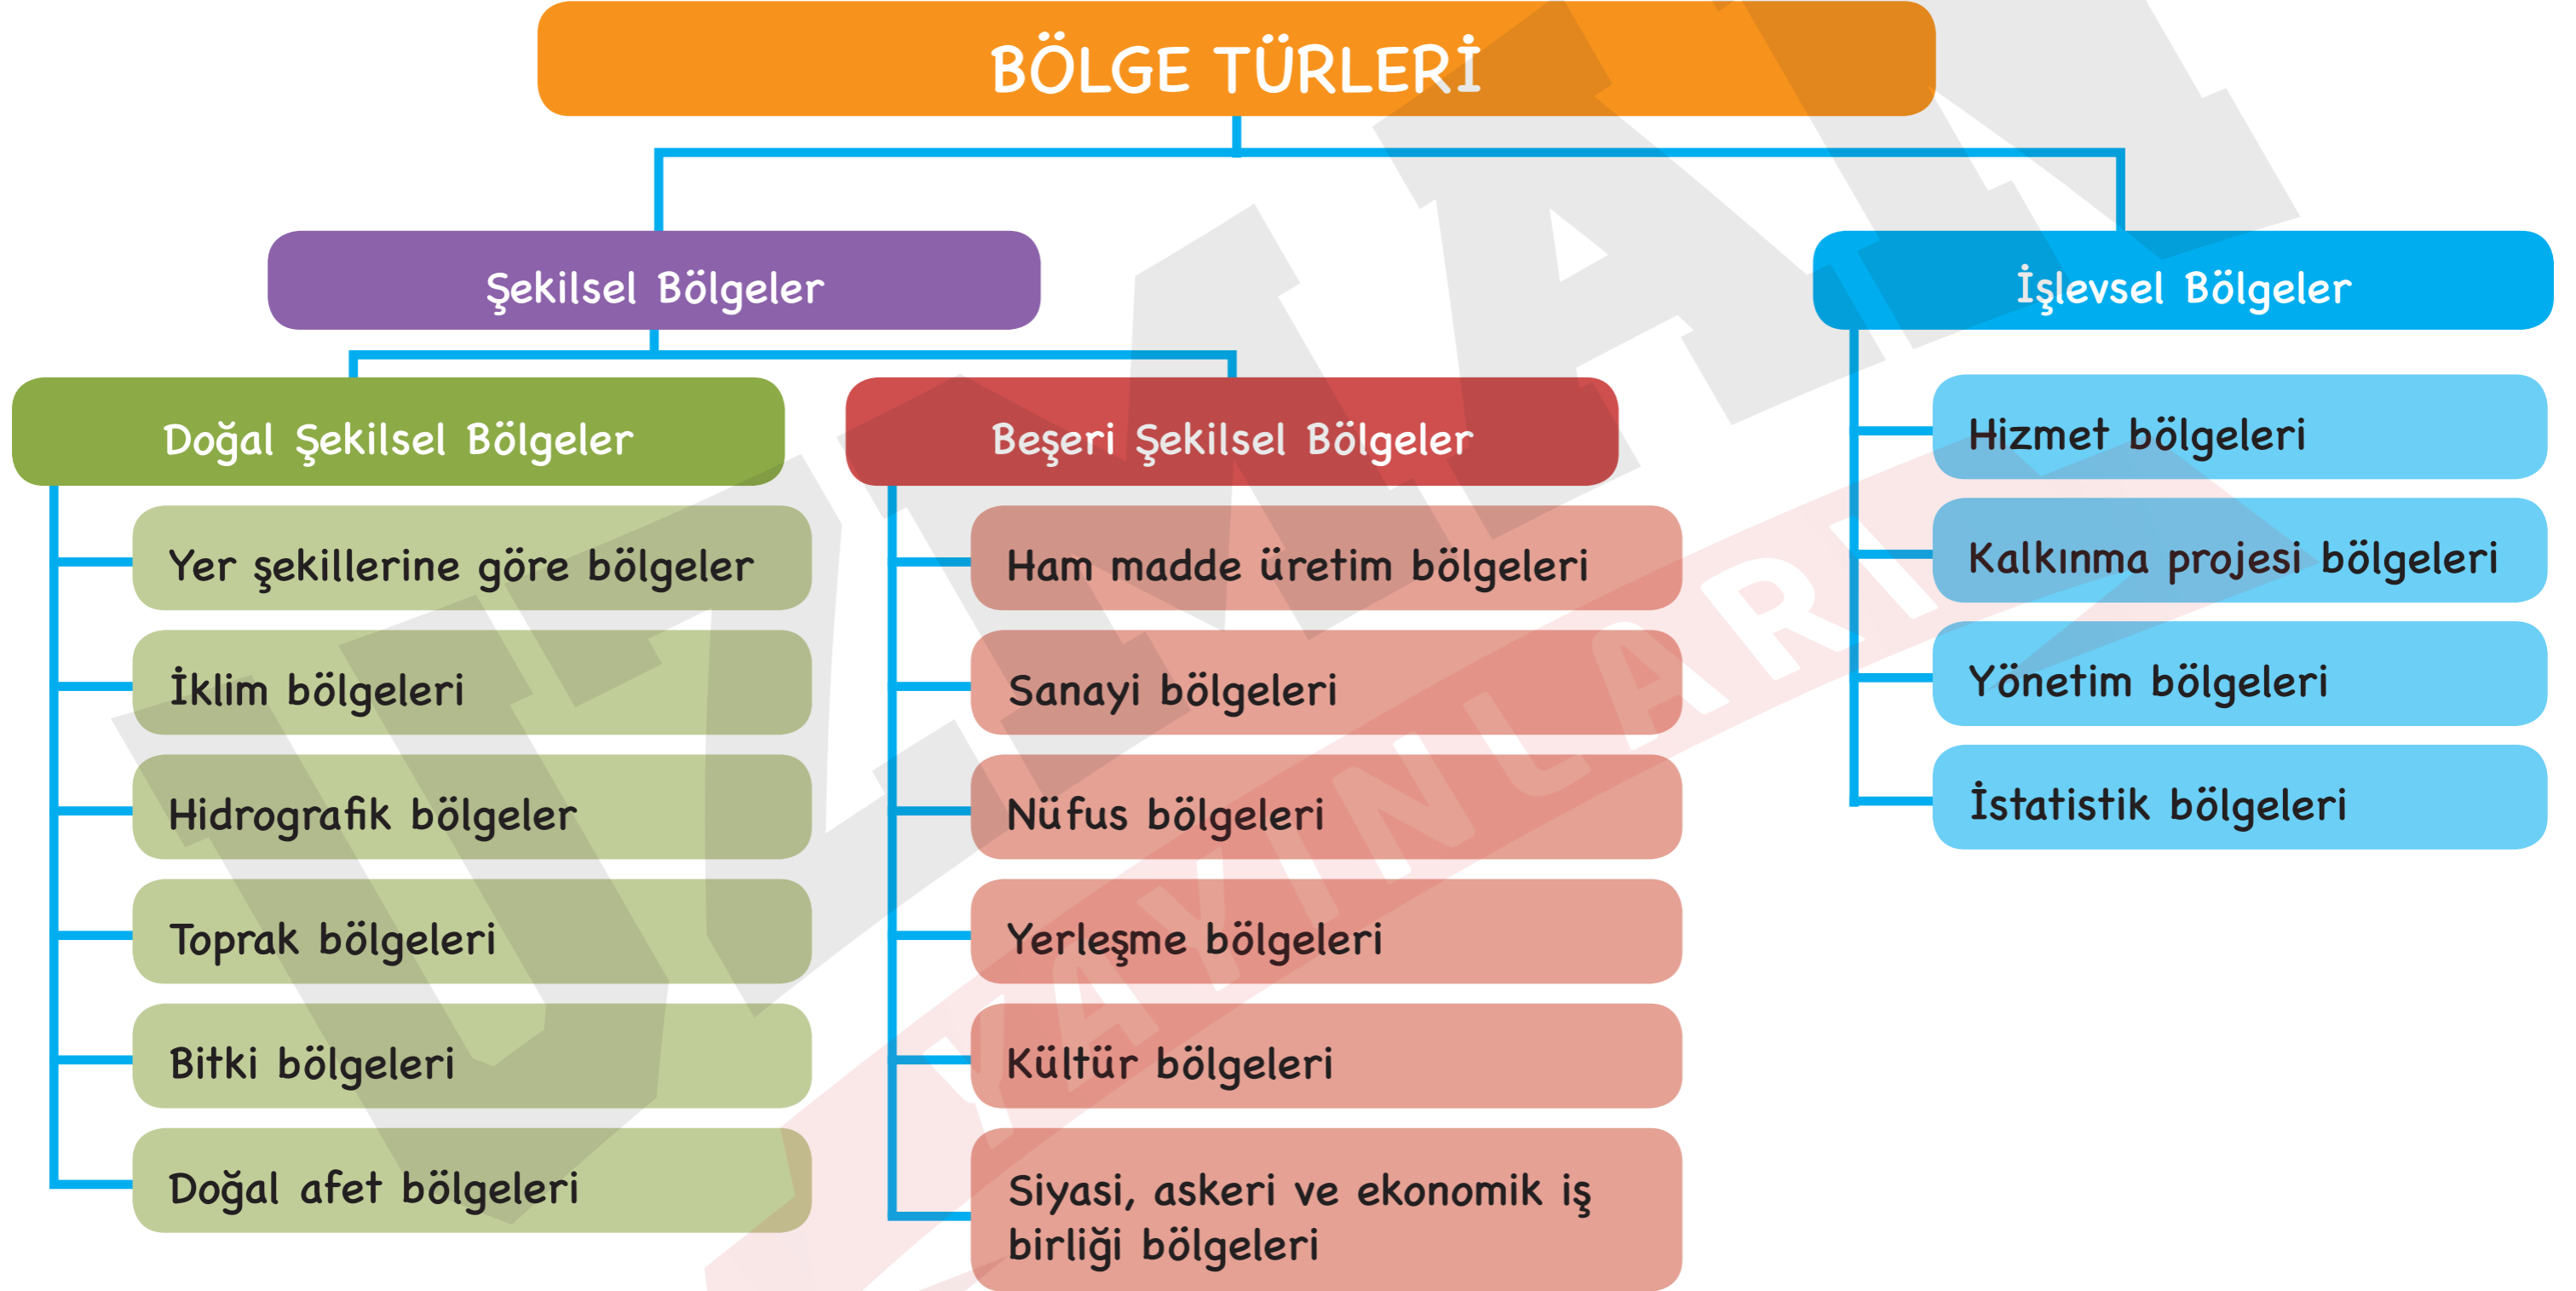 BÖLGE TÜRLERİ
Şekilsel Bölgeler
İşlevsel Bölgeler
Doğal Şekilsel Bölgeler
Yer şekillerine göre bölgeler
İklim bölgeleri
Hidrografik bölgeler
Toprak bölgeleri
Bitki bölgeleri
Doğal afet bölgeleri
Beşeri Şekilsel Bölgeler
Ham madde üretim bölgeleri
Sanayi bölgeleri
Nüfus bölgeleri
Yerleşme bölgeleri
Kültür bölgeleri
Siyasi, askeri ve ekonomik iş
birliği bölgeleri
Hizmet bölgeleri
Kalkınma projesi bölgeleri
Yönetim bölgeleri
İstatistik bölgeleri
UZMAN
YAYINLARI